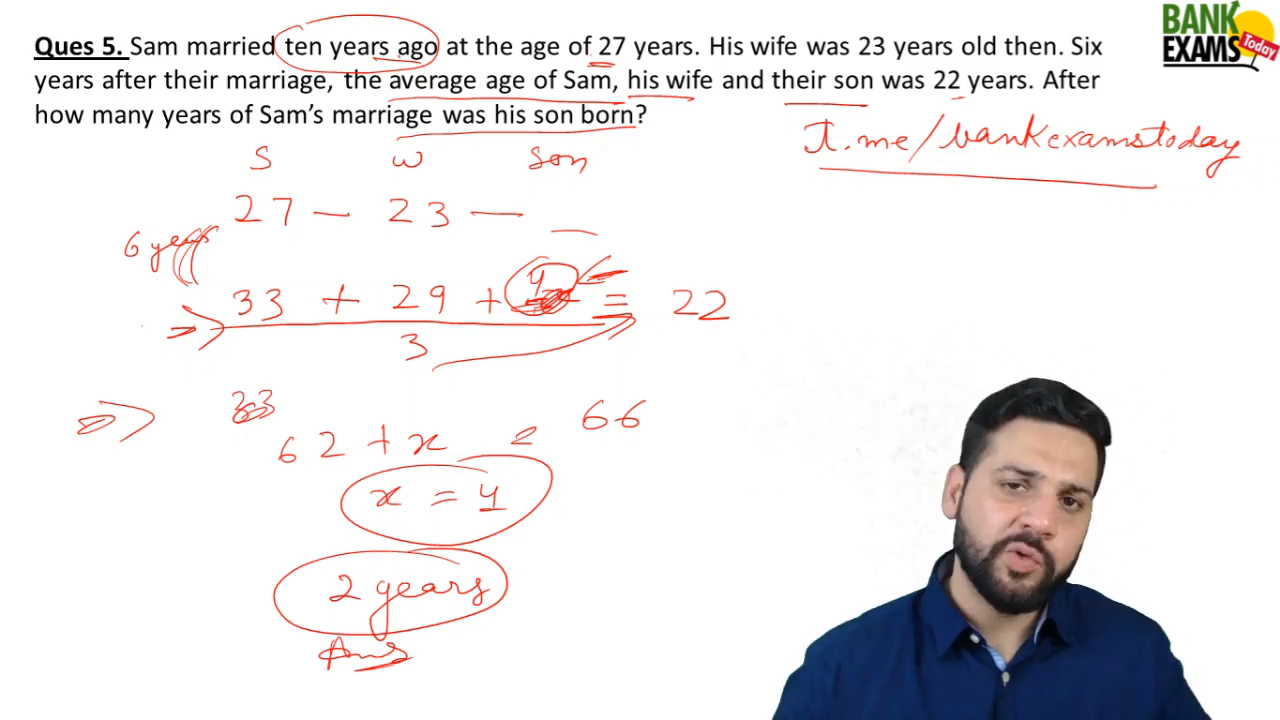 BANK
EXAMS Today
Ques 5. Sam married ten years ago at the age of 27 years. His wife was 23 years old then. Six
years after their marriage, the average age of Sam, his wife and their son was 22 years. After
how many years of Sam's marriage was his son born?
t.me/bankexamstoday
S W Son
27 — 23 —
6 years
33 + 29 + 4 = 22
3
33
62 + x = 66
x = 4
2 years
Ans